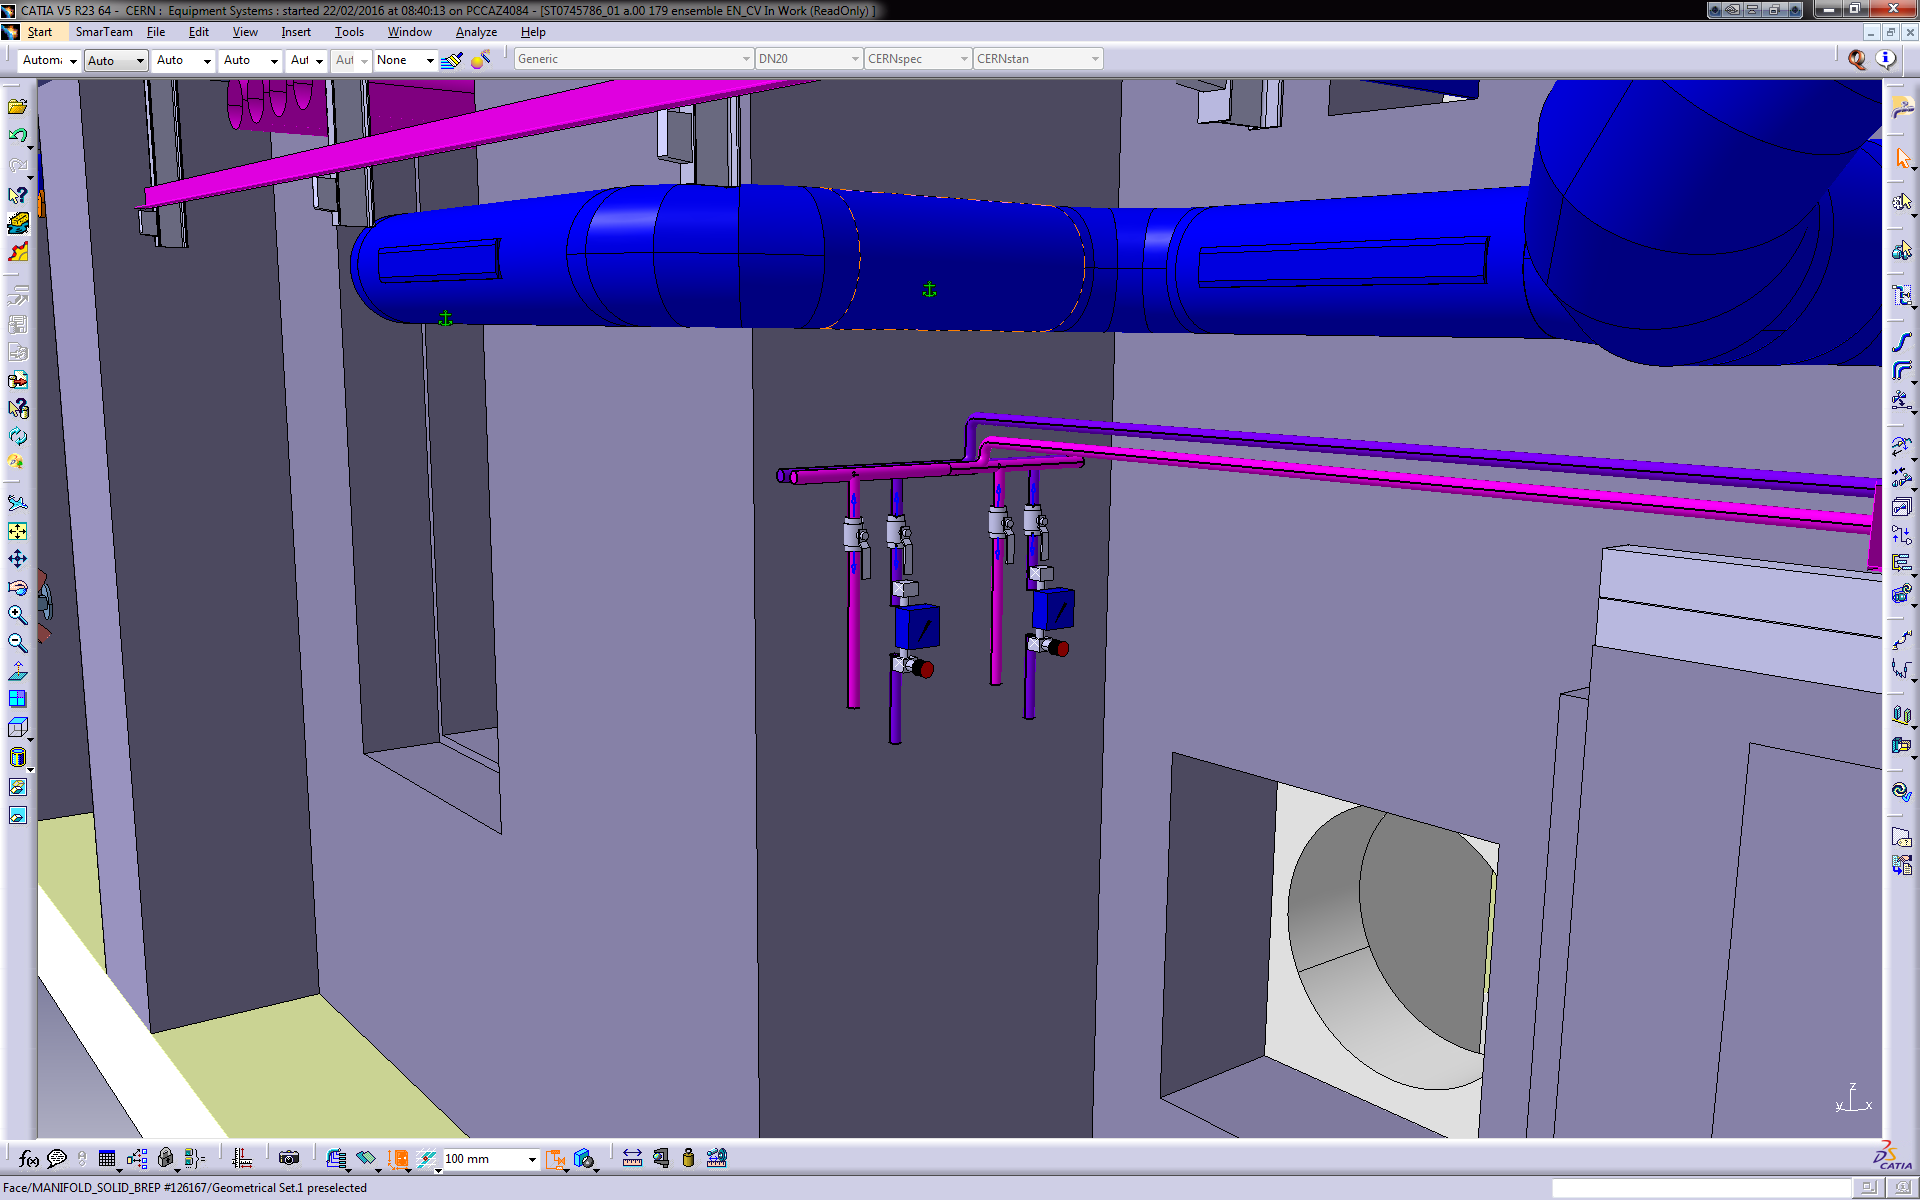 CATIA V5 R23 64 - CERN : Equipment Systems : started 22/02/2016 at 08:40:13 on PCCAZ4084 - [ST0745786_01 a.00 179 ensemble EN_CV In Work (ReadOnly) ]
Start SmarTeam File Edit View Insert Tools Window Analyze Help
Auto Auto Auto Aut Aut None Generic DN20 CERNspec CERNstan
z
y x
f(x) 100 mm
CATIA
Face/MANIFOLD_SOLID_BREP #126167/Geometrical Set.1 preselected